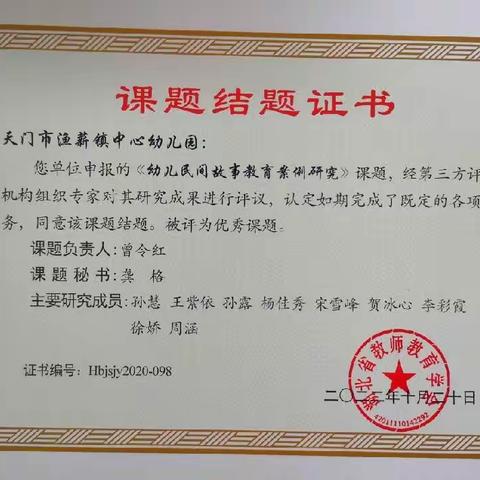 课题结题证书
天门市渔薪镇中心幼儿园：
您单位申报的《幼儿民间故事教育案例研究》课题，经第三方评
机构组织专家对其研究成果进行评议，认定如期完成了既定的各项
务，同意该课题结题。被评为优秀课题。
课题负责人：曾令红
课题秘书：龚 格
主要研究成员：孙慧 王紫依 孙露 杨佳秀 宋雪峰 贺冰心 李彩霞
徐娇 周涵
证书编号：Hbjsjy2020-098
湖北省教师教育学会
二〇二二年十月二十日
42011110142292